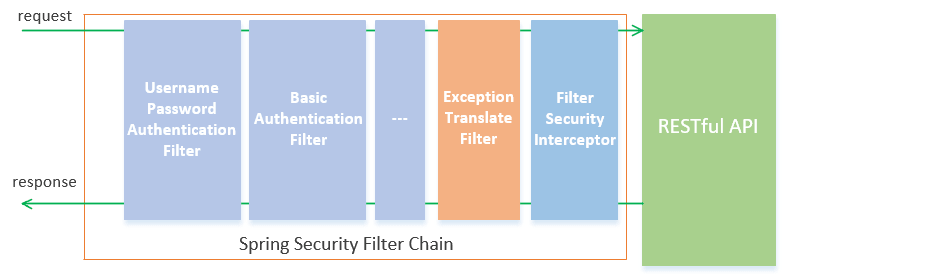 request
Username
Password
Authentication
Filter
Basic
Authentication
Filter
---
Exception
Translate
Filter
Filter
Security
Interceptor
RESTful API
response
Spring Security Filter Chain